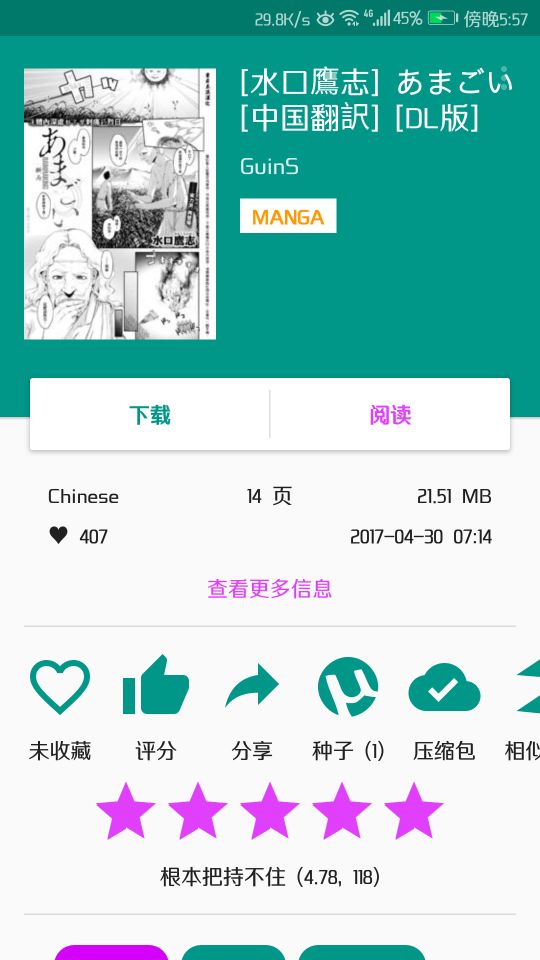 29.8K/s 4G 45% 傍晚5:57
[水口鷹志] あまごい
[中国翻訳] [DL版]
GuinS
MANGA
あまごい
水口鷹志
下载
阅读
Chinese 14 页 21.51 MB
♥ 407 2017-04-30 07:14
查看更多信息
未收藏 评分 分享 种子 (1) 压缩包 相似
根本把持不住 (4.78, 118)